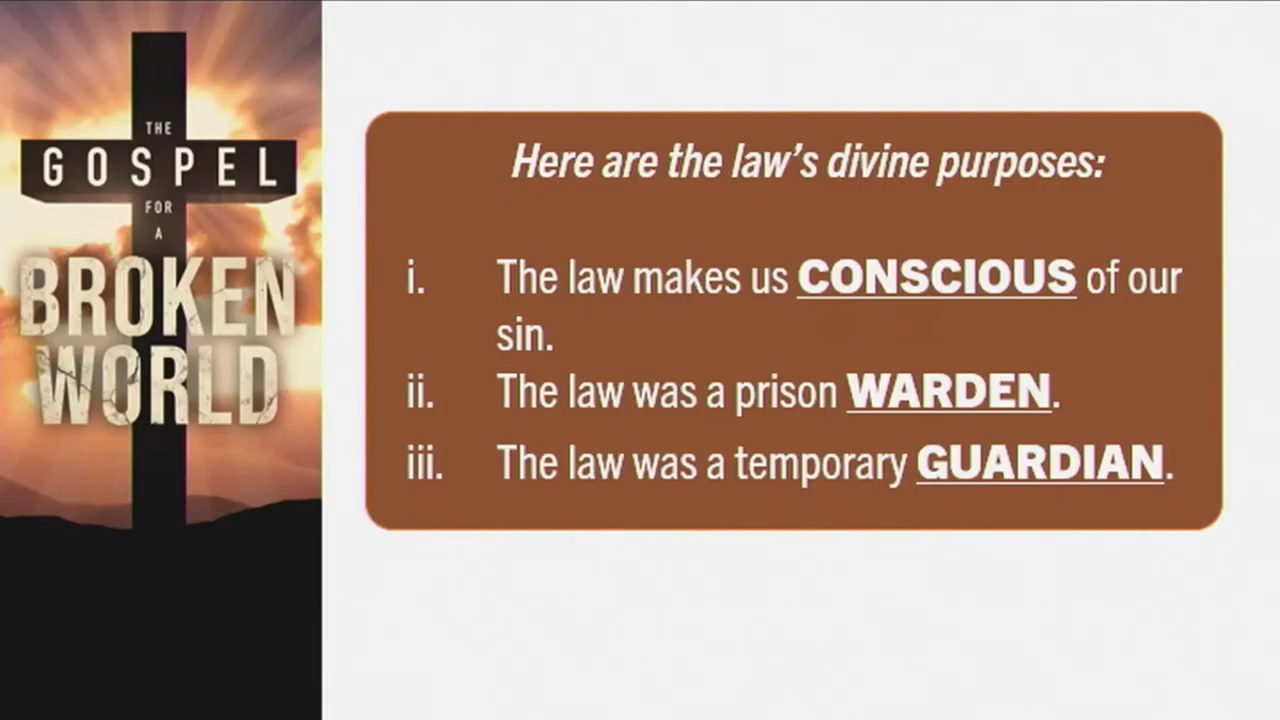 THE
GOSPEL
FOR
A
BROKEN
WORLD
Here are the law’s divine purposes:
i. The law makes us CONSCIOUS of our
sin.
ii. The law was a prison WARDEN.
iii. The law was a temporary GUARDIAN.